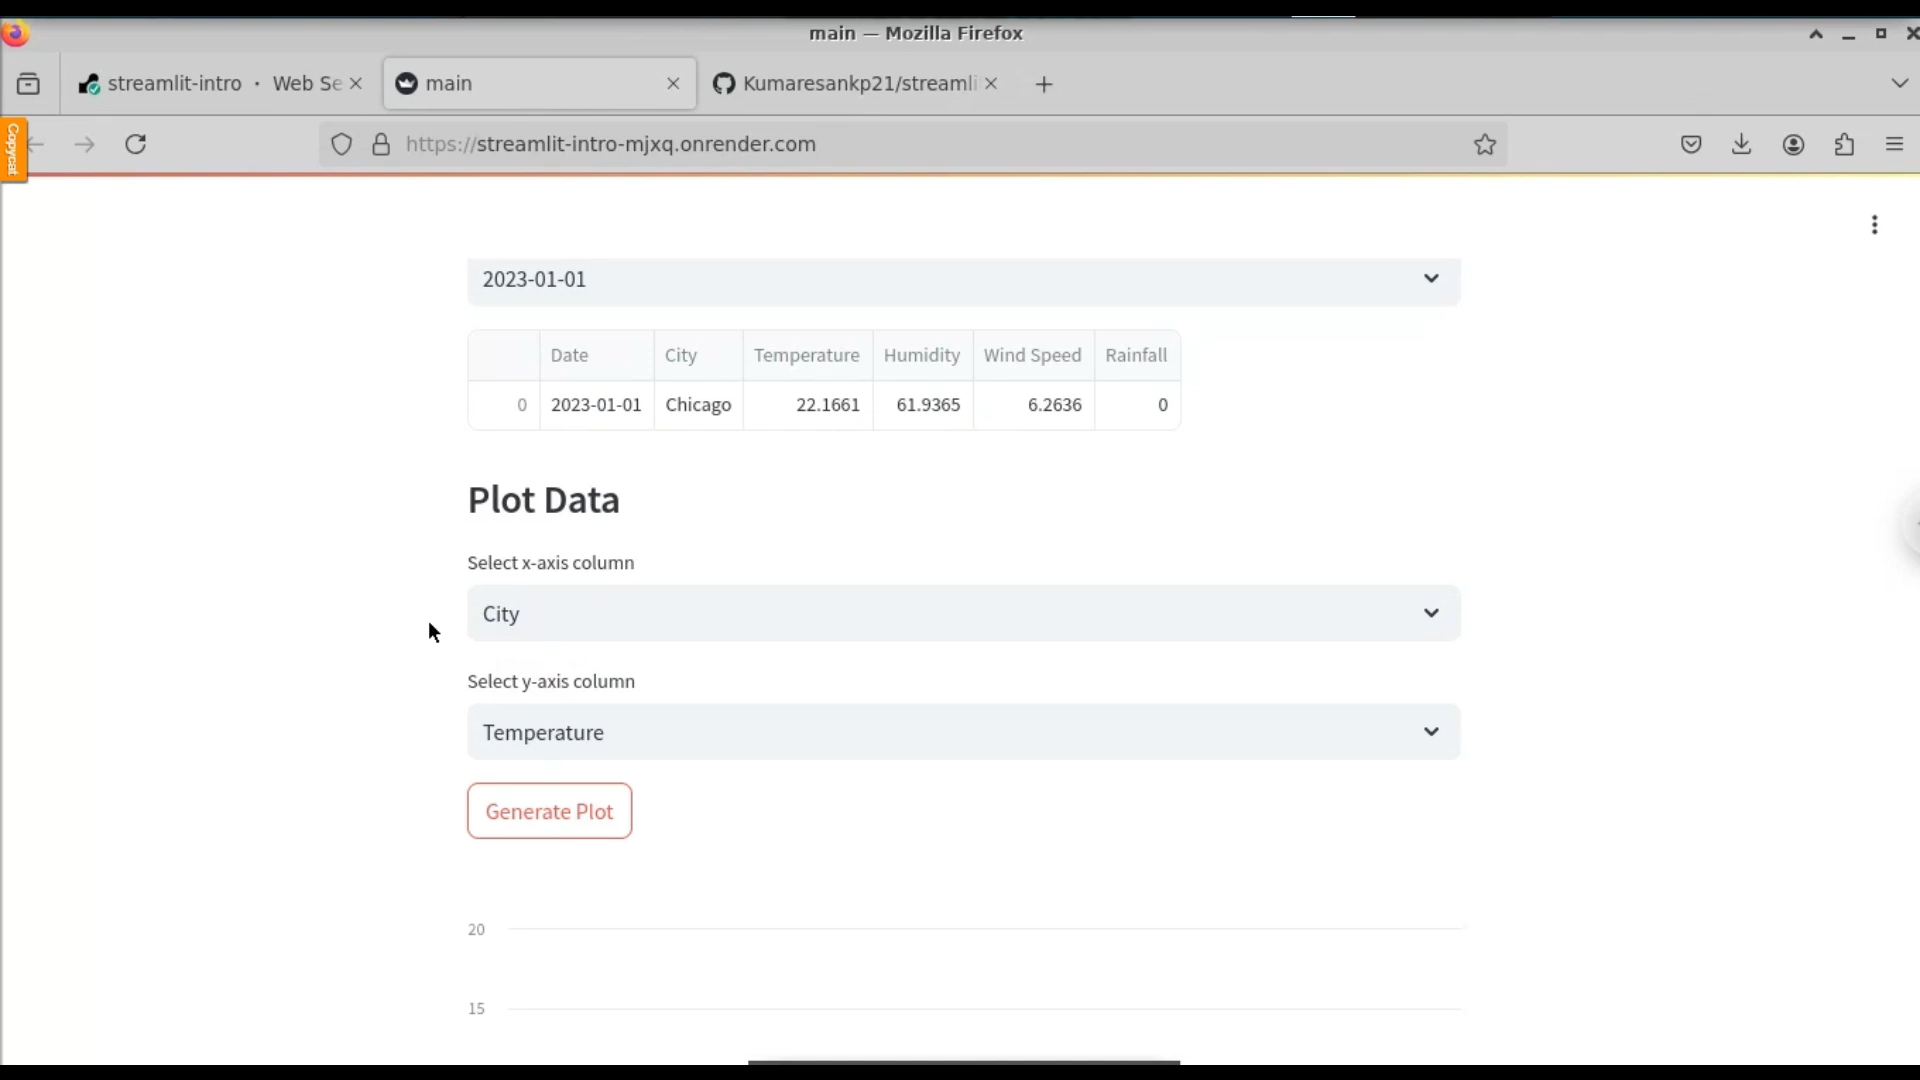 main — Mozilla Firefox
streamlit-intro · Web Se
main
Kumaresankp21/streamli
Copycat
https://streamlit-intro-mjxq.onrender.com
2023-01-01
Date City Temperature Humidity Wind Speed Rainfall
0 2023-01-01 Chicago 22.1661 61.9365 6.2636 0
Plot Data
Select x-axis column
City
Select y-axis column
Temperature
Generate Plot
20
15